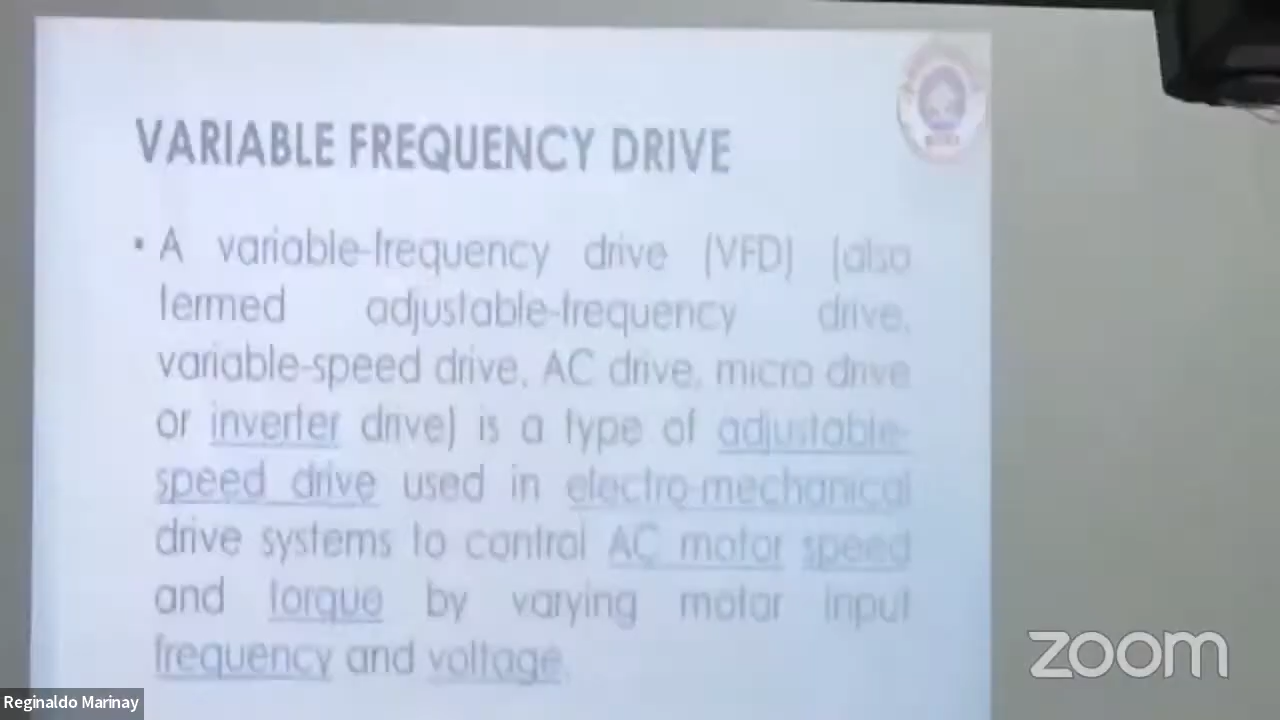 VARIABLE FREQUENCY DRIVE
• A variable-frequency drive (VFD) (also
termed adjustable-frequency drive,
variable-speed drive, AC drive, micro drive
or inverter drive) is a type of adjustable-
speed drive used in electro-mechanical
drive systems to control AC motor speed
and torque by varying motor input
frequency and voltage.
zoom
Reginaldo Marinay